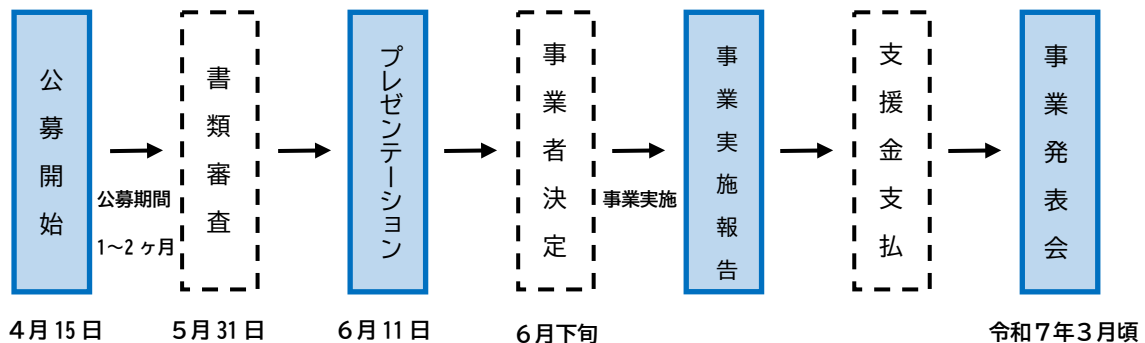 公募開始
公募期間
1～2ヶ月
書類審査
プレゼンテーション
事業者決定
事業実施
事業実施報告
支援金支払
事業発表会
4月15日
5月31日
6月11日
6月下旬
令和7年3月頃